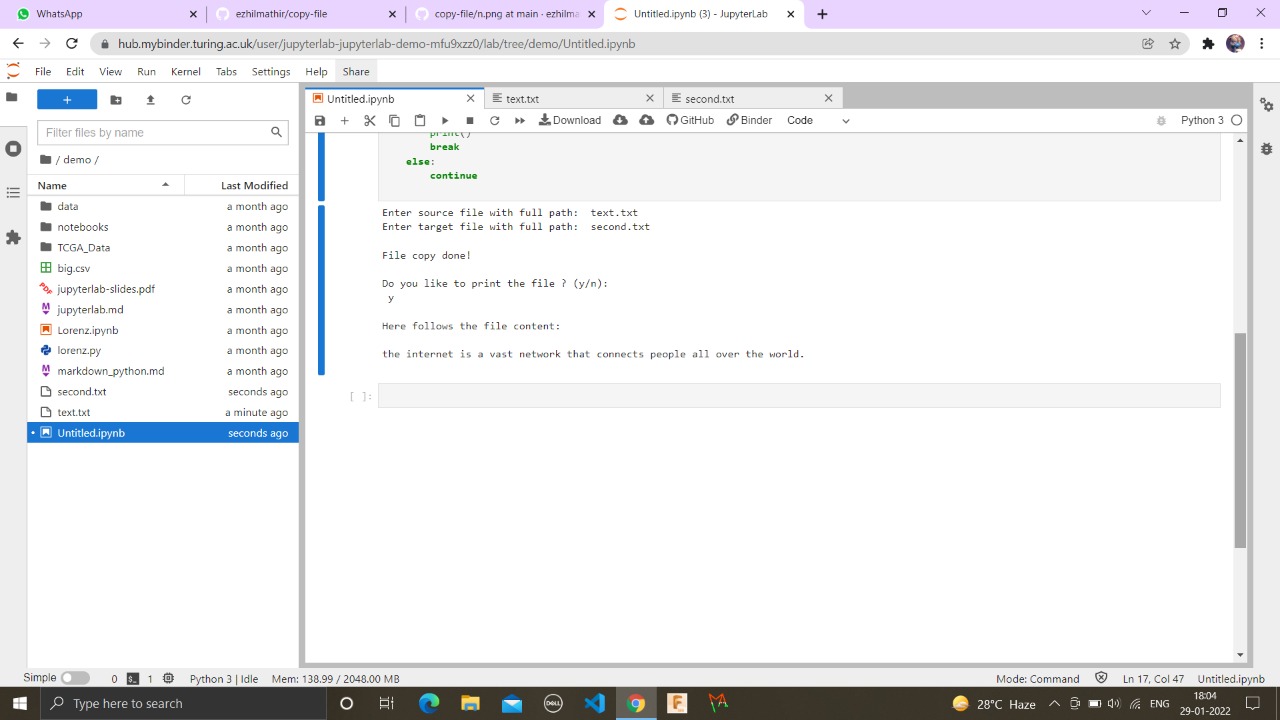 WhatsApp
ezhilmathir/copy-file
copy-file/n.png at main · ezhilma
Untitled.ipynb (3) - JupyterLab
hub.mybinder.turing.ac.uk/user/jupyterlab-jupyterlab-demo-mfu9xzz0/lab/tree/demo/Untitled.ipynb
File Edit View Run Kernel Tabs Settings Help Share
Untitled.ipynb text.txt second.txt
Download GitHub Binder Code Python 3
Filter files by name
/ demo /
Name Last Modified
data a month ago
notebooks a month ago
TCGA_Data a month ago
big.csv a month ago
jupyterlab-slides.pdf a month ago
jupyterlab.md a month ago
Lorenz.ipynb a month ago
lorenz.py a month ago
markdown_python.md a month ago
second.txt seconds ago
text.txt a minute ago
Untitled.ipynb seconds ago
print()
break
else:
continue
Enter source file with full path: text.txt
Enter target file with full path: second.txt
File copy done!
Do you like to print the file ? (y/n):
y
Here follows the file content:
the internet is a vast network that connects people all over the world.
[ ]:
Simple 0 1 Python 3 | Idle Mem: 138.99 / 2048.00 MB Mode: Command Ln 17, Col 47 Untitled.ipynb
Type here to search
DELL
28°C Haze
ENG
18:04
29-01-2022